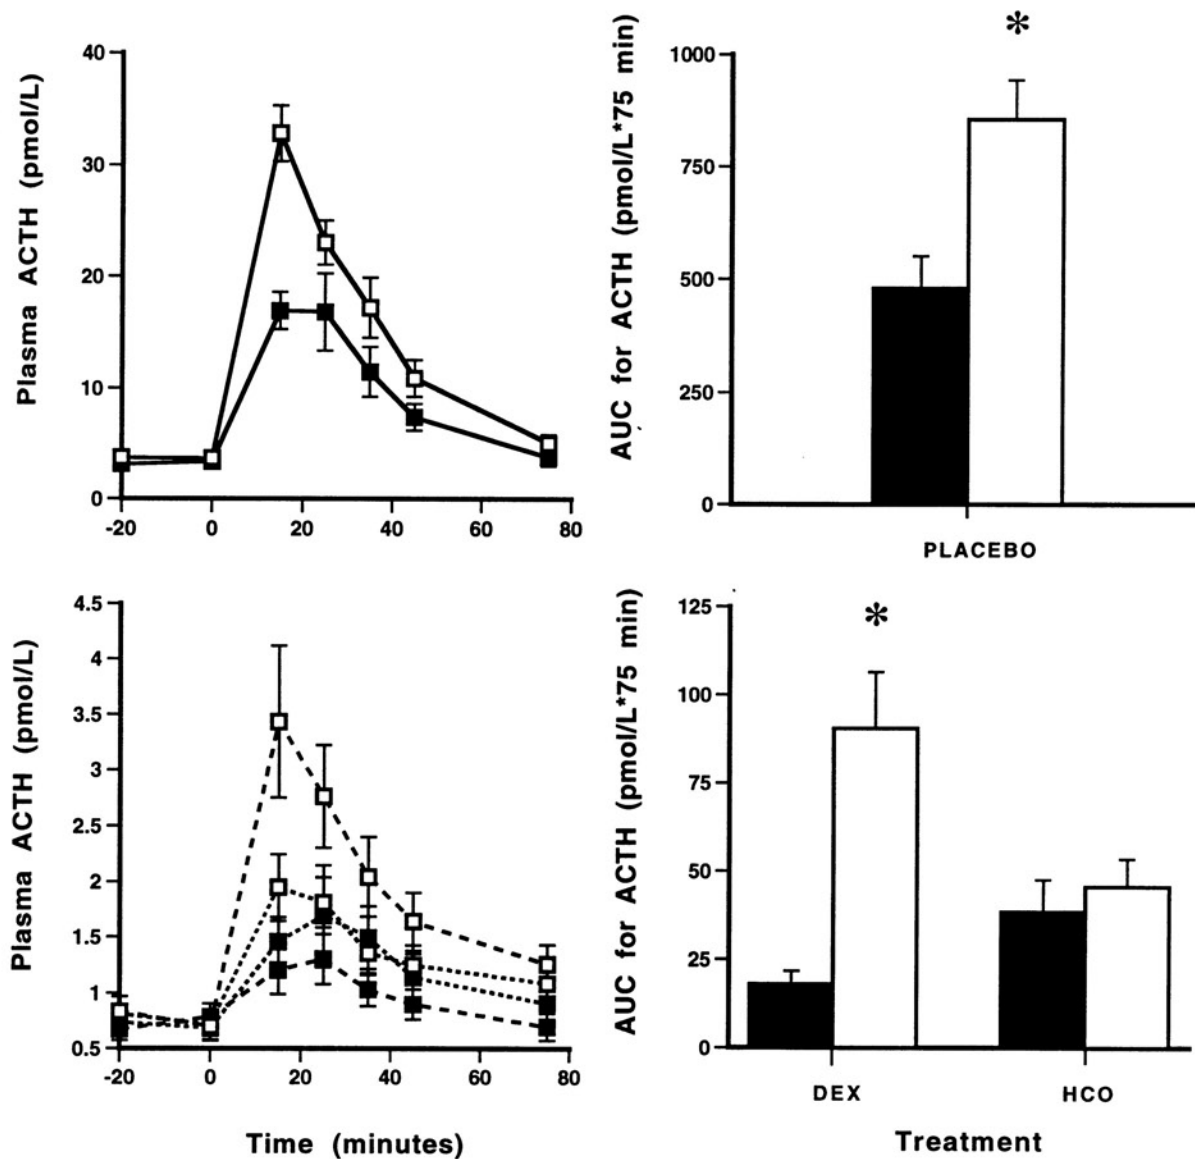 Plasma ACTH (pmol/L)
40
30
20
10
0
-20 0 20 40 60 80
AUC for ACTH (pmol/L*75 min)
*
1000
750
500
250
0
PLACEBO
Plasma ACTH (pmol/L)
4.5
4
3.5
3
2.5
2
1.5
1
0.5
-20 0 20 40 60 80
Time (minutes)
AUC for ACTH (pmol/L*75 min)
*
125
100
75
50
25
0
DEX HCO
Treatment